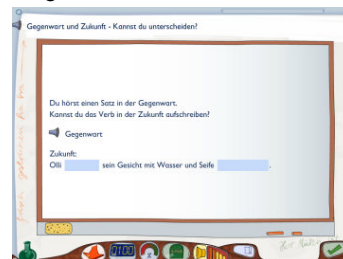 Gegenwart und Zukunft - Kannst du unterscheiden?
Du hörst einen Satz in der Gegenwart.
Kannst du das Verb in der Zukunft aufschreiben?
Gegenwart
Zukunft:
Olli sein Gesicht mit Wasser und Seife .
0100